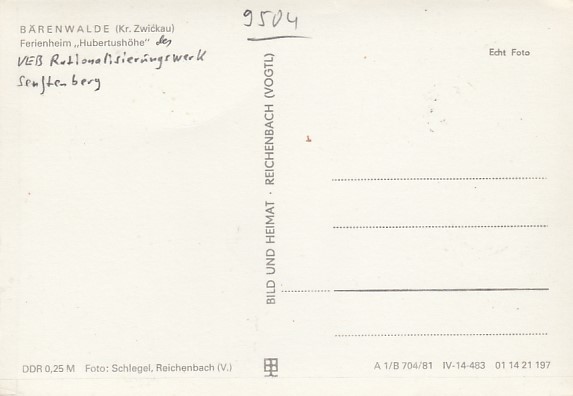 9504
BÄRENWALDE (Kr. Zwickau)
Ferienheim „Hubertushöhe" des
VEB Rationalisierungswerk
Senftenberg
Echt Foto
BILD UND HEIMAT · REICHENBACH (VOGTL)
DDR 0,25 M Foto: Schlegel, Reichenbach (V.)
A 1/B 704/81 IV-14-483 01 14 21 197